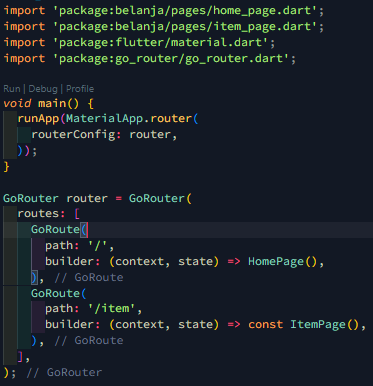 import 'package:belanja/pages/home_page.dart';
import 'package:belanja/pages/item_page.dart';
import 'package:flutter/material.dart';
import 'package:go_router/go_router.dart';
Run | Debug | Profile
void main() {
  runApp(MaterialApp.router(
    routerConfig: router,
  ));
}
GoRouter router = GoRouter(
  routes: [
    GoRoute(
      path: '/',
      builder: (context, state) => HomePage(),
    ), // GoRoute
    GoRoute(
      path: '/item',
      builder: (context, state) => const ItemPage(),
    ), // GoRoute
  ],
); // GoRouter